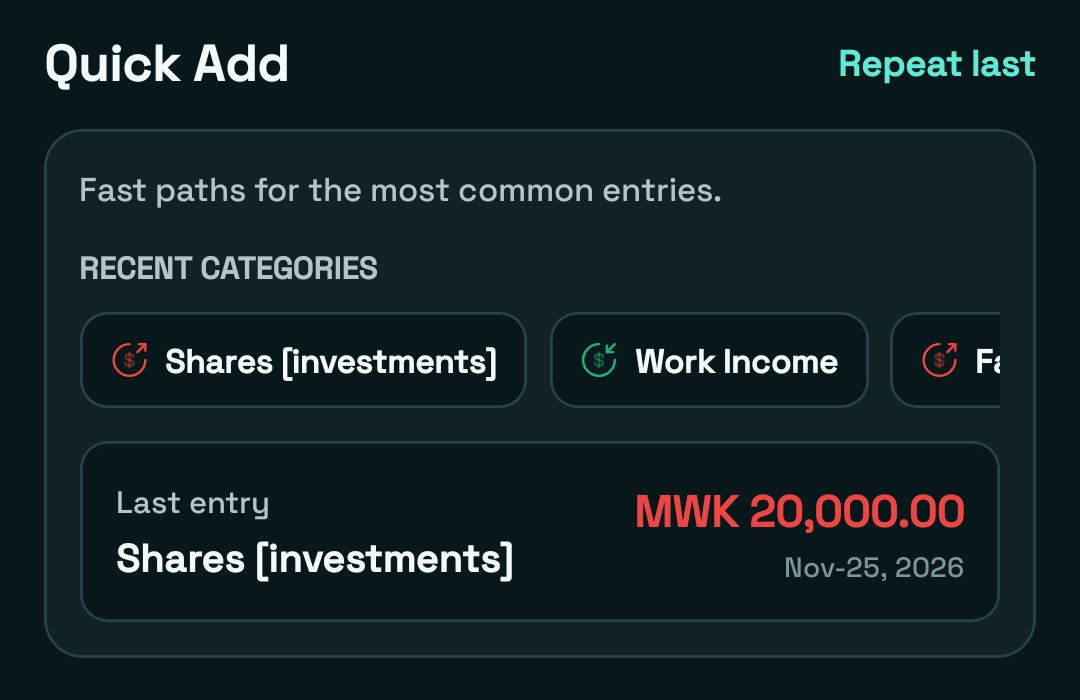 Quick Add
Repeat last
Fast paths for the most common entries.
RECENT CATEGORIES
Shares [investments]
Work Income
Last entry
Shares [investments]
MWK 20,000.00
Nov-25, 2026